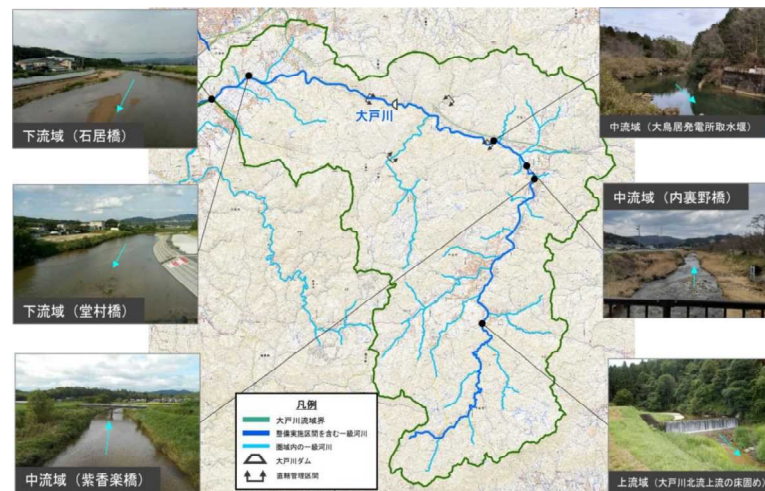 下流域（石居橋）
下流域（堂村橋）
中流域（紫香楽橋）
大戸川
中流域（大鳥居発電所取水堰）
中流域（内裏野橋）
上流域（大戸川北流上流の床固め）
凡例
大戸川流域界
整備実施区間を含む一級河川
圏域内の一級河川
大戸川ダム
直轄管理区間